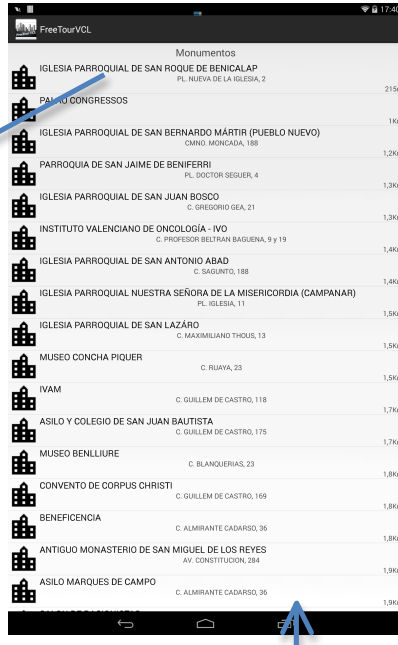 17:40
FreeTourVCL
Monumentos
IGLESIA PARROQUIAL DE SAN ROQUE DE BENICALAP
PL. NUEVA DE LA IGLESIA, 2
215
CONGRESSOS
1K
IGLESIA PARROQUIAL DE SAN BERNARDO MÁRTIR (PUEBLO NUEVO)
CMNO. MONCADA, 188
1,2K
PARROQUIA DE SAN JAIME DE BENIFERRI
PL. DOCTOR SEGUER, 4
1,3K
IGLESIA PARROQUIAL DE SAN JUAN BOSCO
C. GREGORIO GEA, 21
1,3K
INSTITUTO VALENCIANO DE ONCOLOGÍA - IVO
C. PROFESOR BELTRAN BAGUENA, 9 y 19
1,4K
IGLESIA PARROQUIAL DE SAN ANTONIO ABAD
C. SAGUNTO, 188
1,4K
IGLESIA PARROQUIAL NUESTRA SEÑORA DE LA MISERICORDIA (CAMPANAR)
PL. IGLESIA, 11
1,5K
IGLESIA PARROQUIAL DE SAN LAZÁRO
C. MAXIMILIANO THOUS, 13
1,5K
MUSEO CONCHA PIQUER
C. RUAYA, 23
1,5K
IVAM
C. GUILLEM DE CASTRO, 118
1,7K
ASILO Y COLEGIO DE SAN JUAN BAUTISTA
C. GUILLEM DE CASTRO, 175
1,7K
MUSEO BENLLIURE
C. BLANQUERIAS, 23
1,8K
CONVENTO DE CORPUS CHRISTI
C. GUILLEM DE CASTRO, 169
1,8K
BENEFICENCIA
C. ALMIRANTE CADARSO, 36
1,8K
ANTIGUO MONASTERIO DE SAN MIGUEL DE LOS REYES
AV. CONSTITUCION, 284
1,9K
ASILO MARQUES DE CAMPO
C. ALMIRANTE CADARSO, 36
1,9K